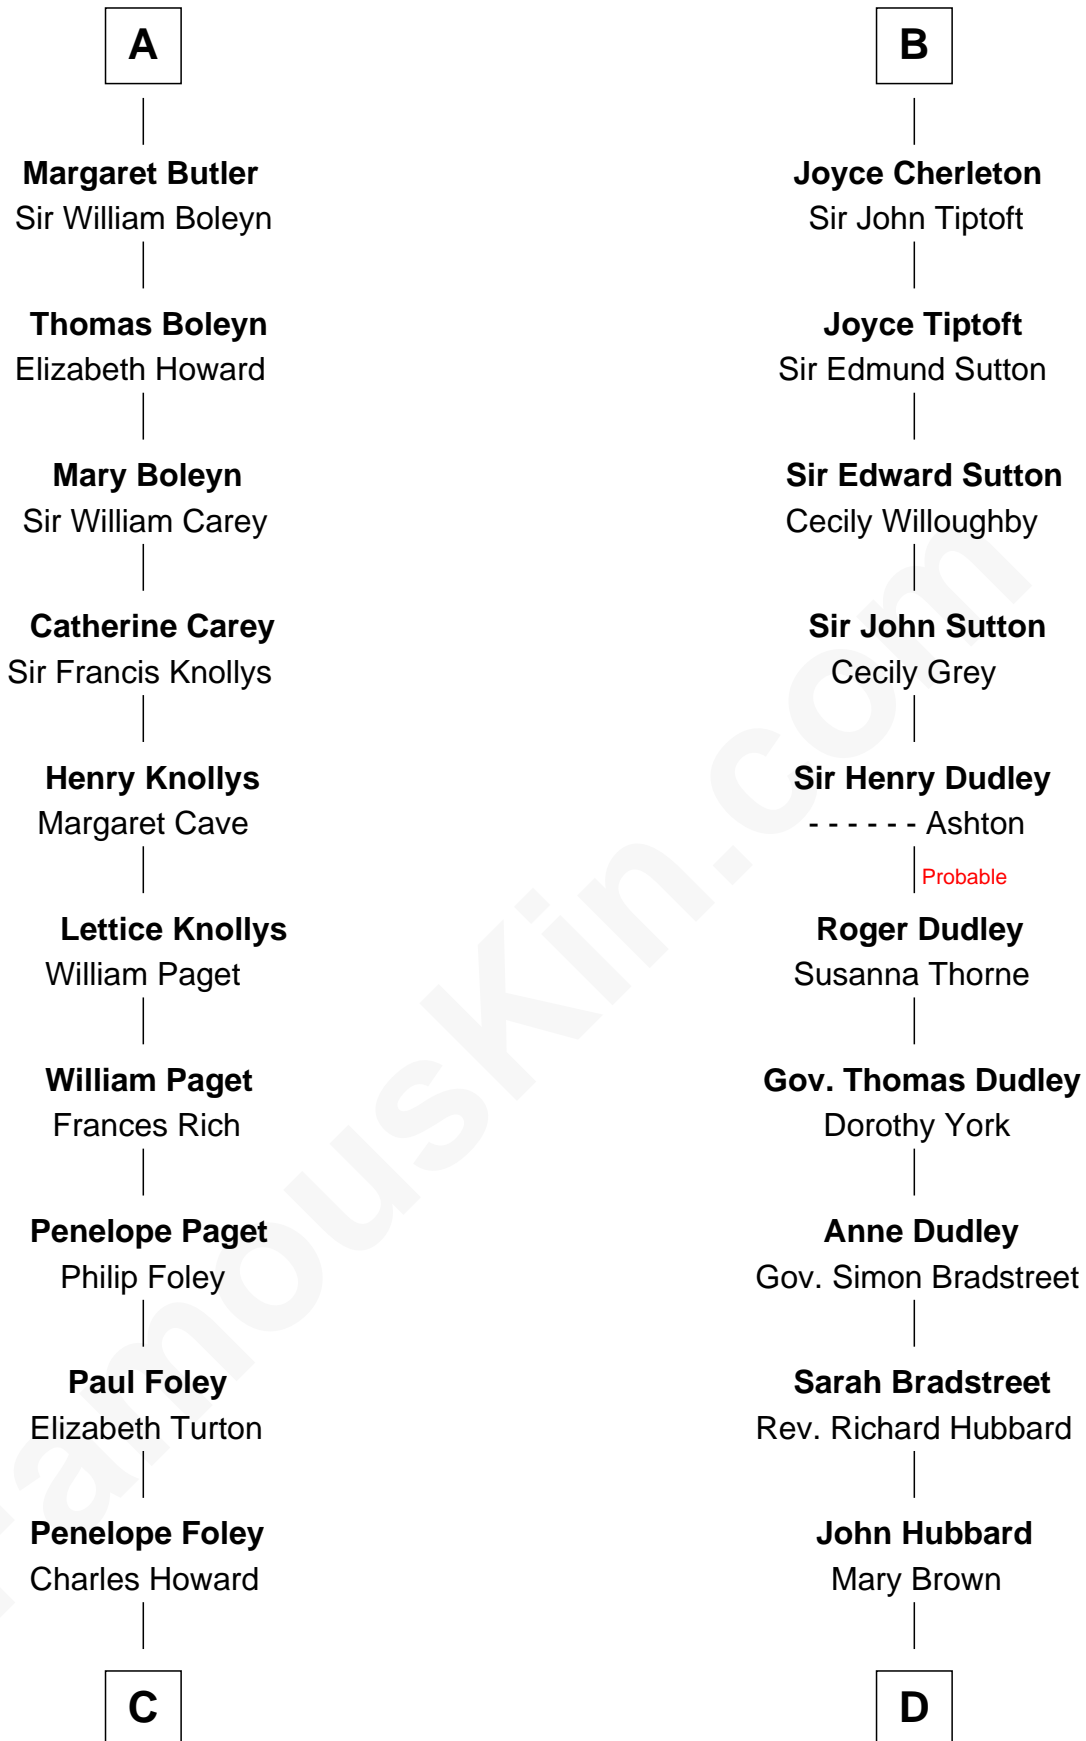 A
Margaret Butler
Sir William Boleyn
Thomas Boleyn
Elizabeth Howard
Mary Boleyn
Sir William Carey
Catherine Carey
Sir Francis Knollys
Henry Knollys
Margaret Cave
Lettice Knollys
William Paget
William Paget
Frances Rich
Penelope Paget
Philip Foley
Paul Foley
Elizabeth Turton
Penelope Foley
Charles Howard
C
B
Joyce Cherleton
Sir John Tiptoft
Joyce Tiptoft
Sir Edmund Sutton
Sir Edward Sutton
Cecily Willoughby
Sir John Sutton
Cecily Grey
Sir Henry Dudley
- - - - - - Ashton
Probable
Roger Dudley
Susanna Thorne
Gov. Thomas Dudley
Dorothy York
Anne Dudley
Gov. Simon Bradstreet
Sarah Bradstreet
Rev. Richard Hubbard
John Hubbard
Mary Brown
D
FamousKin.com